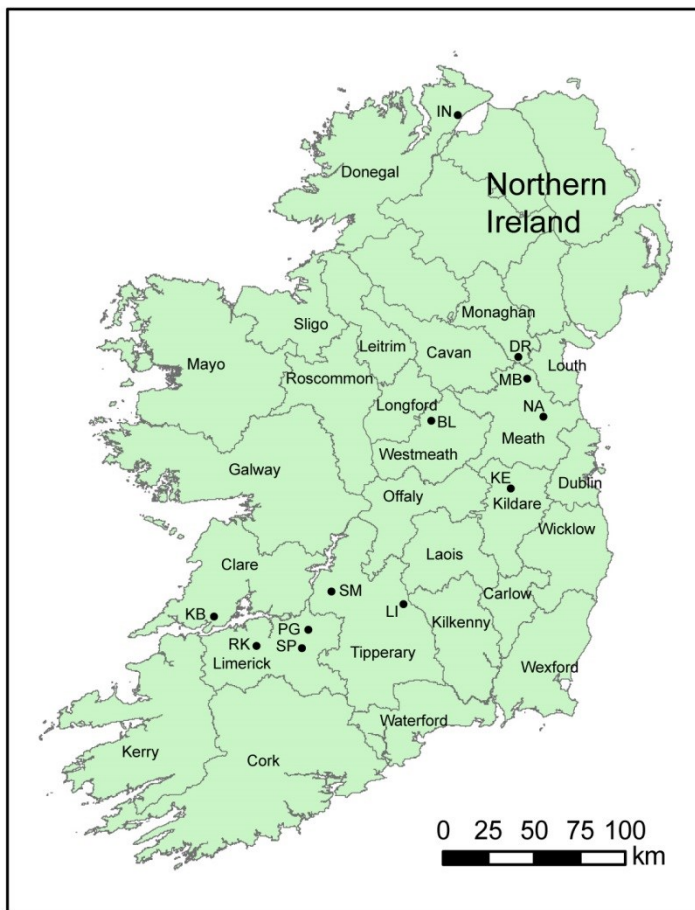 IN
Donegal
Northern
Ireland
Monaghan
Sligo
DR
Leitrim
Cavan
Louth
Mayo
Roscommon
MB
Longford
NA
BL
Meath
Westmeath
Galway
KE
Dublin
Offaly
Kildare
Wicklow
Laois
Clare
SM
Carlow
LI
KB
Kilkenny
PG
RK
SP
Tipperary
Limerick
Wexford
Waterford
Kerry
Cork
0 25 50 75 100
km